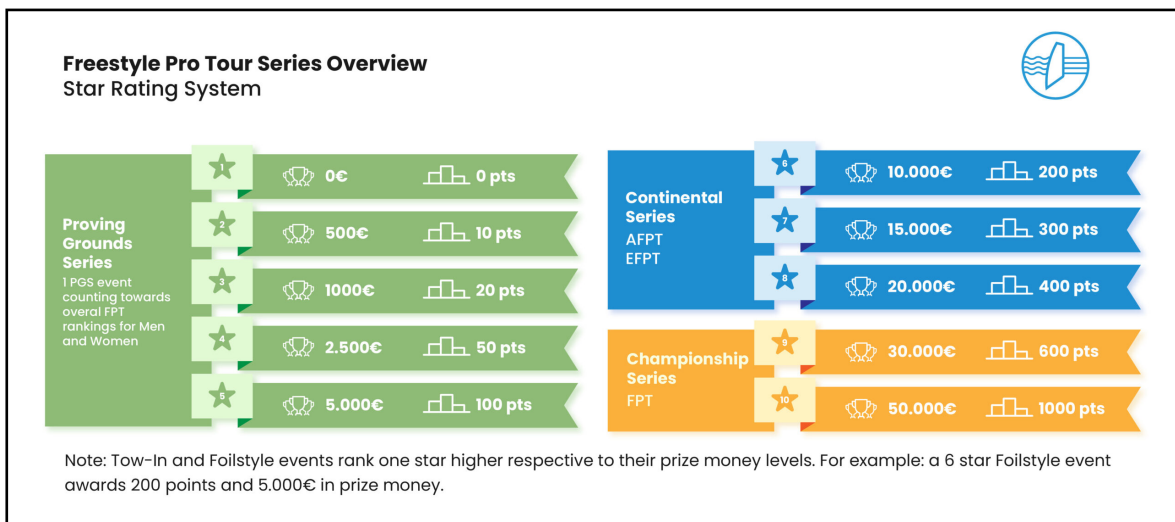 Freestyle Pro Tour Series Overview
Star Rating System
Proving
Grounds
Series
1 PGS event
counting towards
overal FPT
rankings for Men
and Women
1 0€ 0 pts
2 500€ 10 pts
3 1000€ 20 pts
4 2.500€ 50 pts
5 5.000€ 100 pts
Continental
Series
AFPT
EFPT
6 10.000€ 200 pts
7 15.000€ 300 pts
8 20.000€ 400 pts
Championship
Series
FPT
9 30.000€ 600 pts
10 50.000€ 1000 pts
Note: Tow-In and Foilstyle events rank one star higher respective to their prize money levels. For example: a 6 star Foilstyle event
awards 200 points and 5.000€ in prize money.